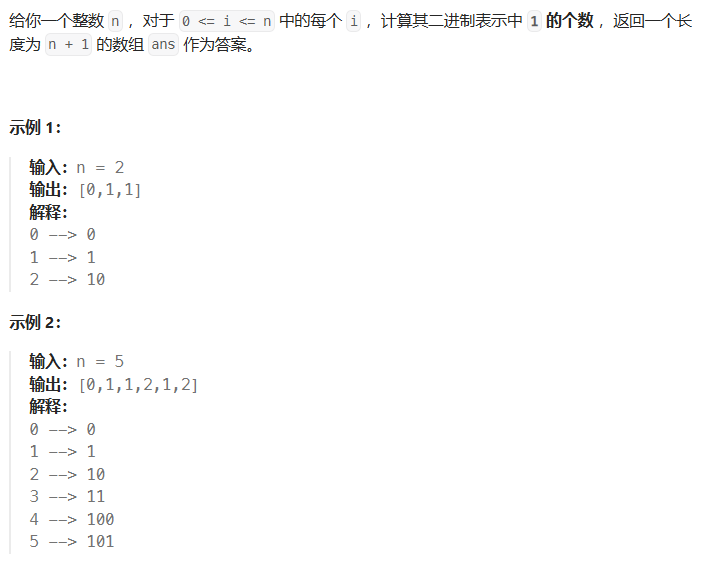 给你一个整数 n ，对于 0 <= i <= n 中的每个 i ，计算其二进制表示中 1 的个数 ，返回一个长
度为 n + 1 的数组 ans 作为答案。
示例 1：
输入：n = 2
输出：[0,1,1]
解释：
0 --> 0
1 --> 1
2 --> 10
示例 2：
输入：n = 5
输出：[0,1,1,2,1,2]
解释：
0 --> 0
1 --> 1
2 --> 10
3 --> 11
4 --> 100
5 --> 101